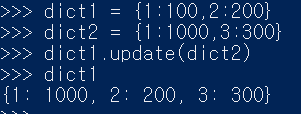 >>> dict1 = {1:100,2:200}
>>> dict2 = {1:1000,3:300}
>>> dict1.update(dict2)
>>> dict1
{1: 1000, 2: 200, 3: 300}